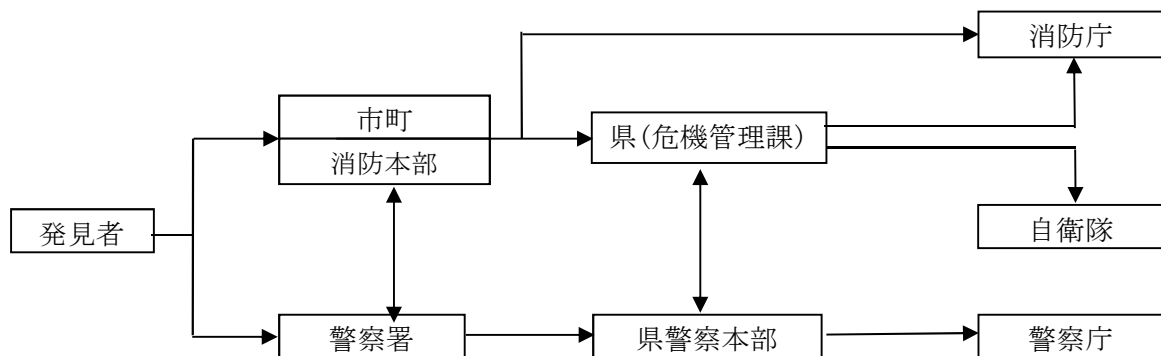 消防庁
市町
消防本部
県(危機管理課)
発見者
自衛隊
警察署
県警察本部
警察庁